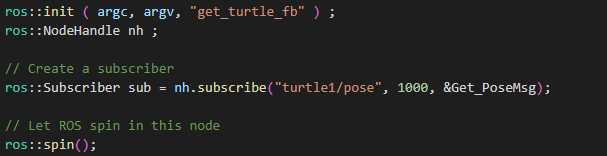 ros::init ( argc, argv, "get_turtle_fb" ) ;
ros::NodeHandle nh ;
// Create a subscriber
ros::Subscriber sub = nh.subscribe("turtle1/pose", 1000, &Get_PoseMsg);
// Let ROS spin in this node
ros::spin();